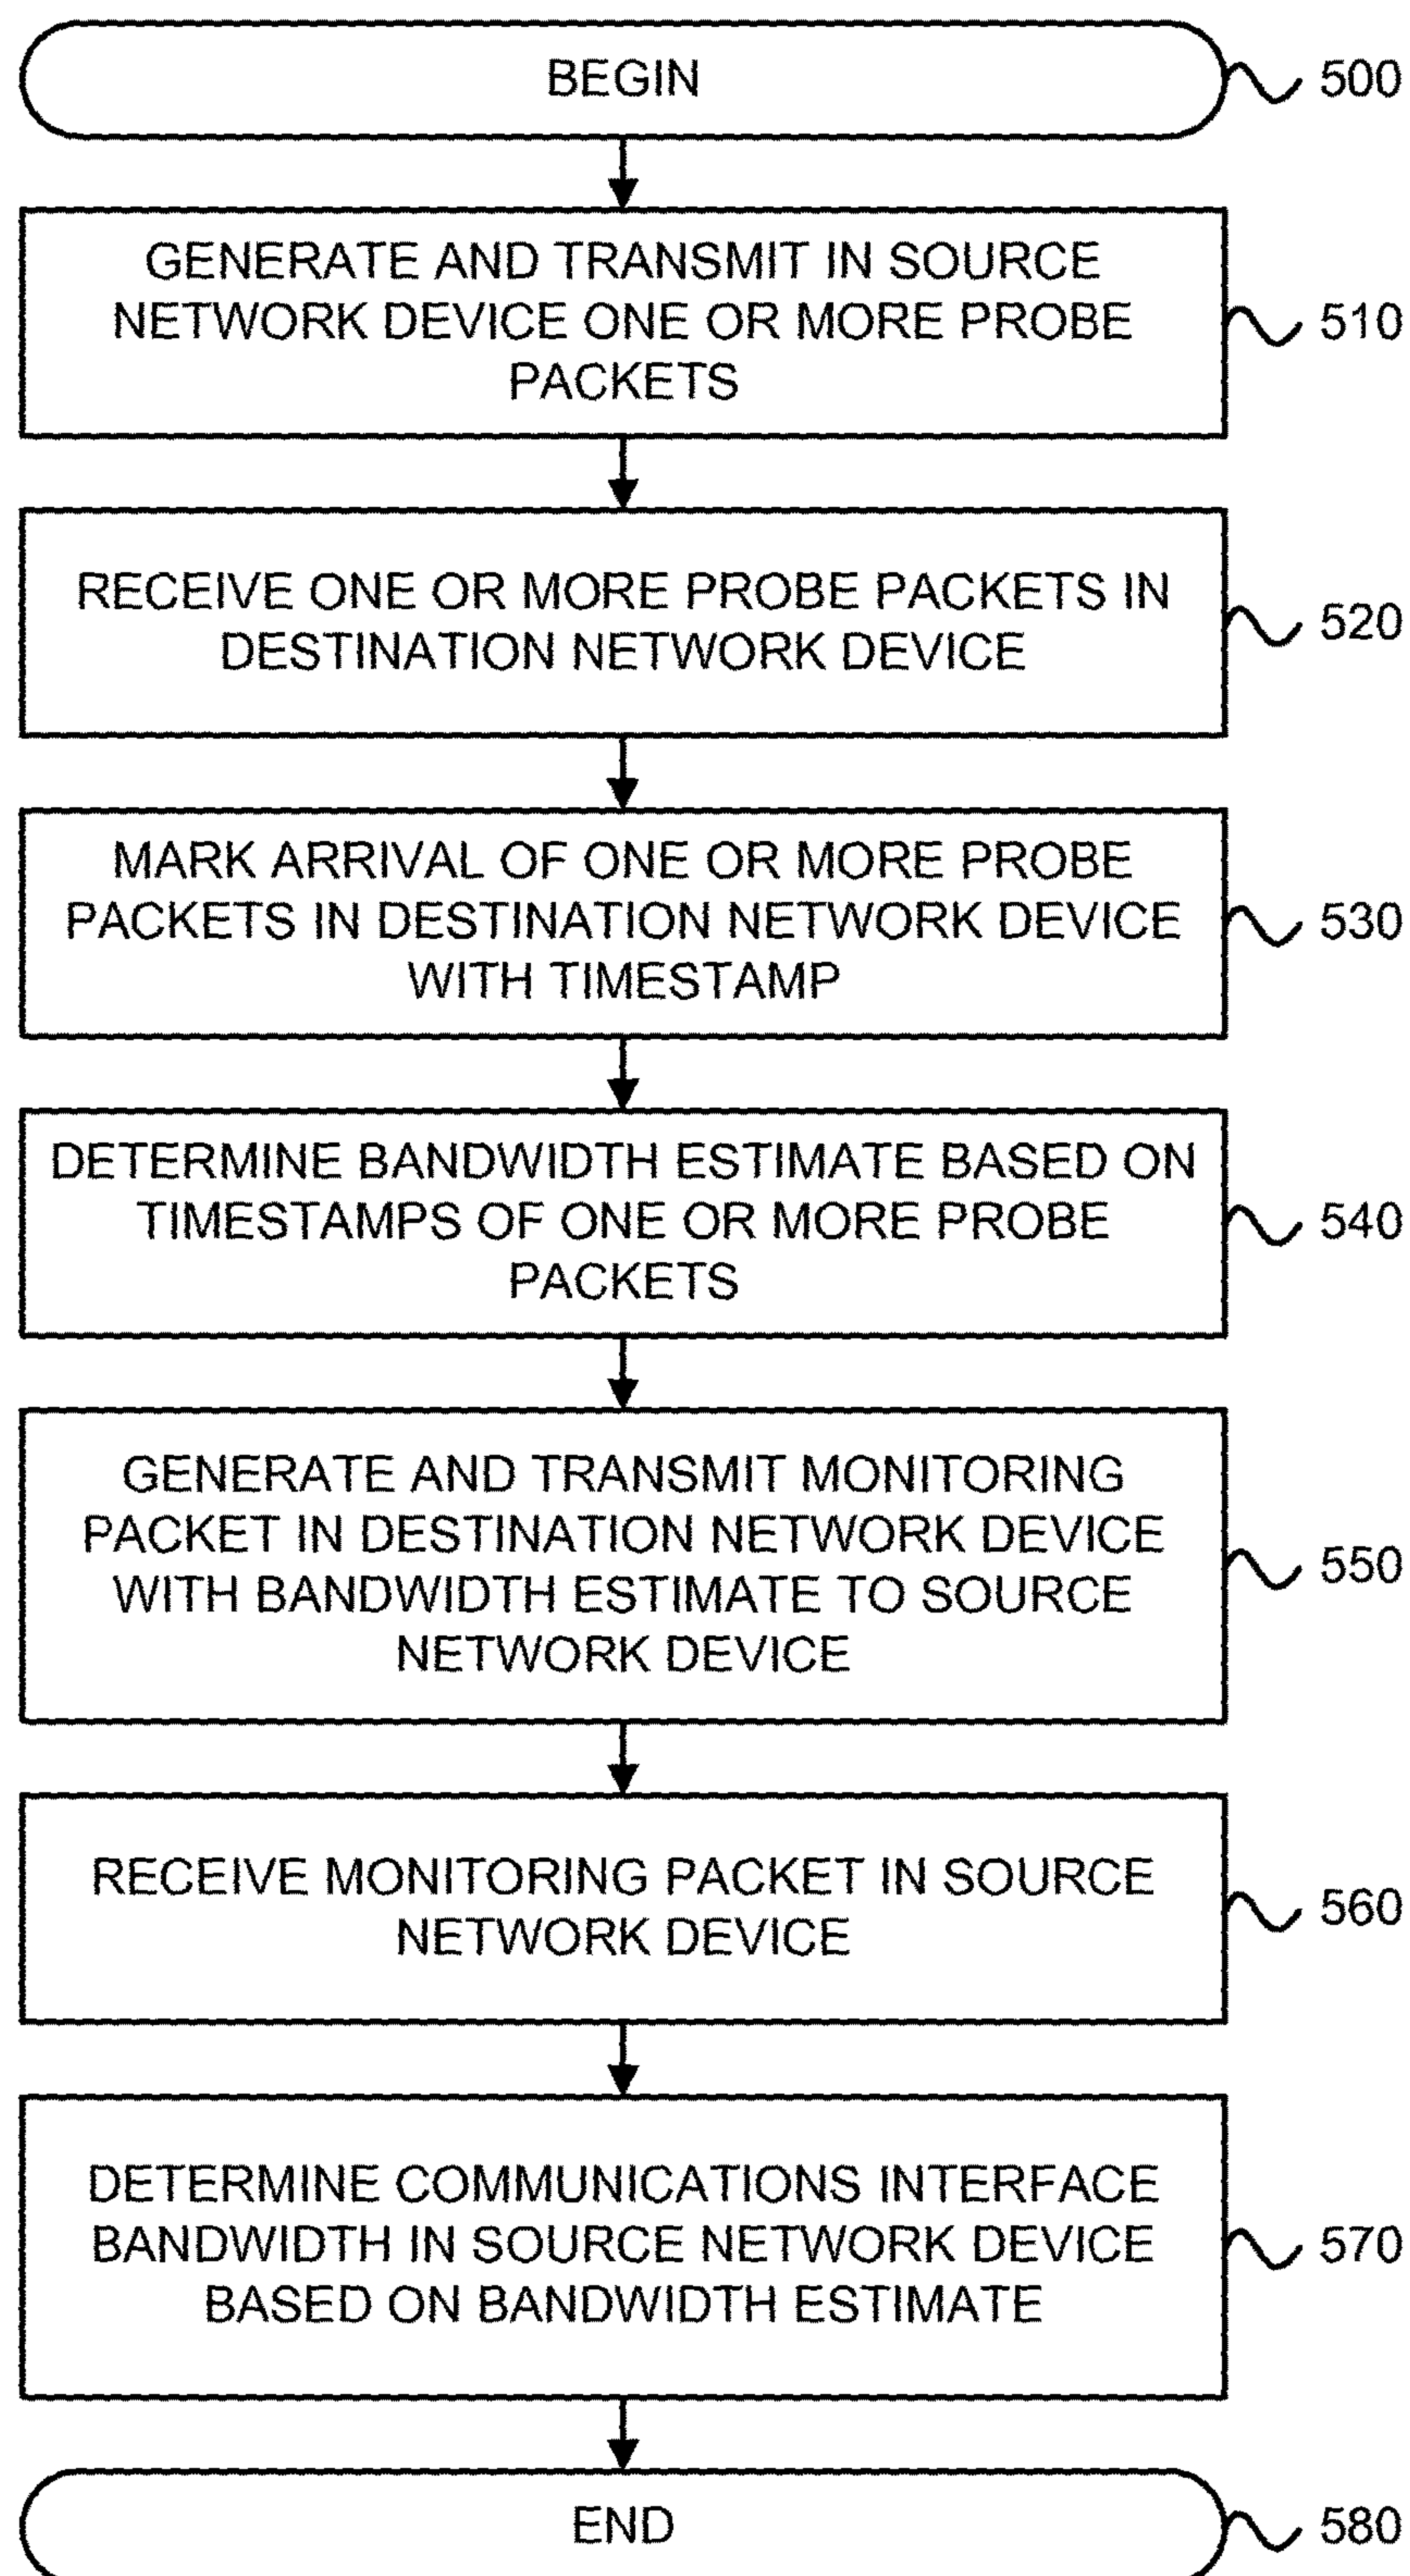 BEGIN
500
GENERATE AND TRANSMIT IN SOURCE
NETWORK DEVICE ONE OR MORE PROBE
PACKETS
510
RECEIVE ONE OR MORE PROBE PACKETS IN
DESTINATION NETWORK DEVICE
520
MARK ARRIVAL OF ONE OR MORE PROBE
PACKETS IN DESTINATION NETWORK DEVICE
WITH TIMESTAMP
530
DETERMINE BANDWIDTH ESTIMATE BASED ON
TIMESTAMPS OF ONE OR MORE PROBE
PACKETS
540
GENERATE AND TRANSMIT MONITORING
PACKET IN DESTINATION NETWORK DEVICE
WITH BANDWIDTH ESTIMATE TO SOURCE
NETWORK DEVICE
550
RECEIVE MONITORING PACKET IN SOURCE
NETWORK DEVICE
560
DETERMINE COMMUNICATIONS INTERFACE
BANDWIDTH IN SOURCE NETWORK DEVICE
BASED ON BANDWIDTH ESTIMATE
570
END
580